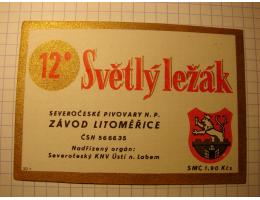 12° Světlý ležák
SEVEROČESKÉ PIVOVARY N. P.
ZÁVOD LITOMĚŘICE
ČSN 566635
Nadřízený orgán:
Severočeský KNV Ústí n. Labem
SMC 1,90 Kčs